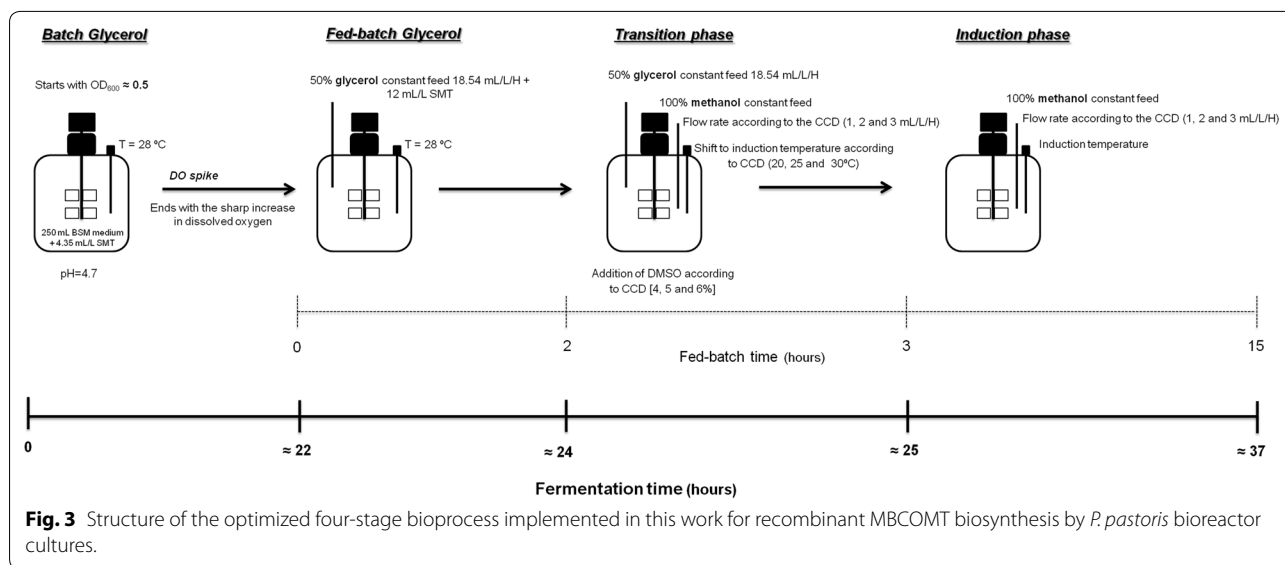 Batch Glycerol
Fed-batch Glycerol
Transition phase
Induction phase
Starts with OD600 ≈ 0.5
T = 28 ºC
250 mL BSM medium
+ 4.35 mL/L SMT
pH=4.7
DO spike
Ends with the sharp increase
in dissolved oxygen
50% glycerol constant feed 18.54 mL/L/H +
12 mL/L SMT
T = 28 ºC
50% glycerol constant feed 18.54 mL/L/H
100% methanol constant feed
Flow rate according to the CCD (1, 2 and 3 mL/L/H)
Shift to induction temperature according
to CCD (20, 25 and 30ºC)
Addition of DMSO according
to CCD [4, 5 and 6%]
100% methanol constant feed
Flow rate according to the CCD (1, 2 and 3 mL/L/H)
Induction temperature
0
2
3
15
Fed-batch time (hours)
0
≈ 22
≈ 24
≈ 25
≈ 37
Fermentation time (hours)
Fig. 3 Structure of the optimized four-stage bioprocess implemented in this work for recombinant MBCOMT biosynthesis by P. pastoris bioreactor
cultures.